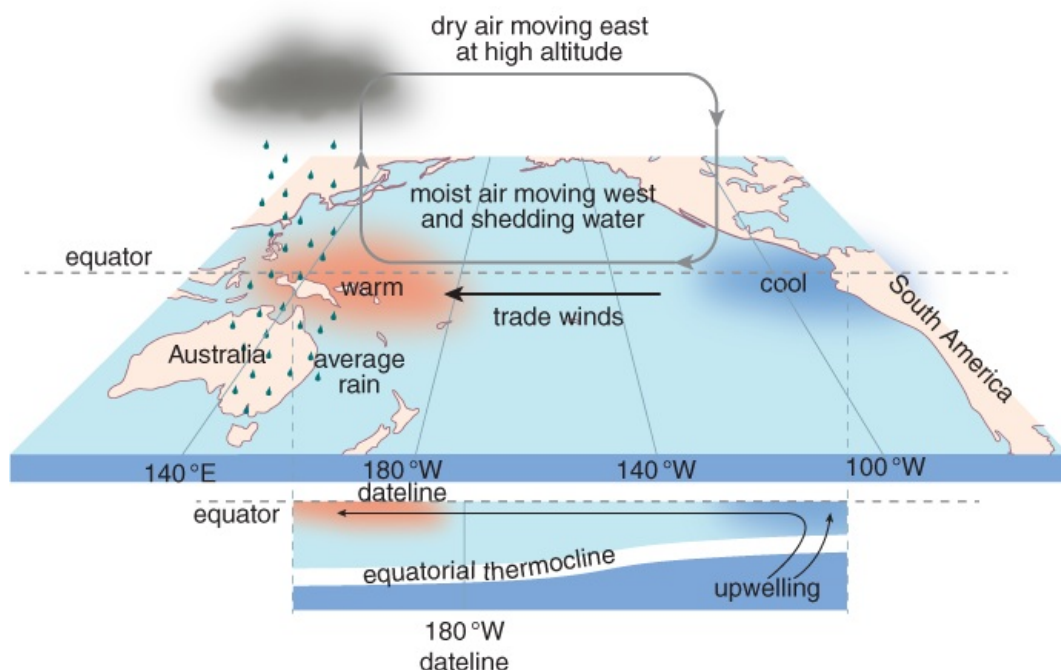 dry air moving east
at high altitude
moist air moving west
and shedding water
equator
warm
cool
trade winds
South America
Australia
average
rain
140 °E
180 °W
140 °W
100 °W
dateline
equator
equatorial thermocline
upwelling
180 °W
dateline